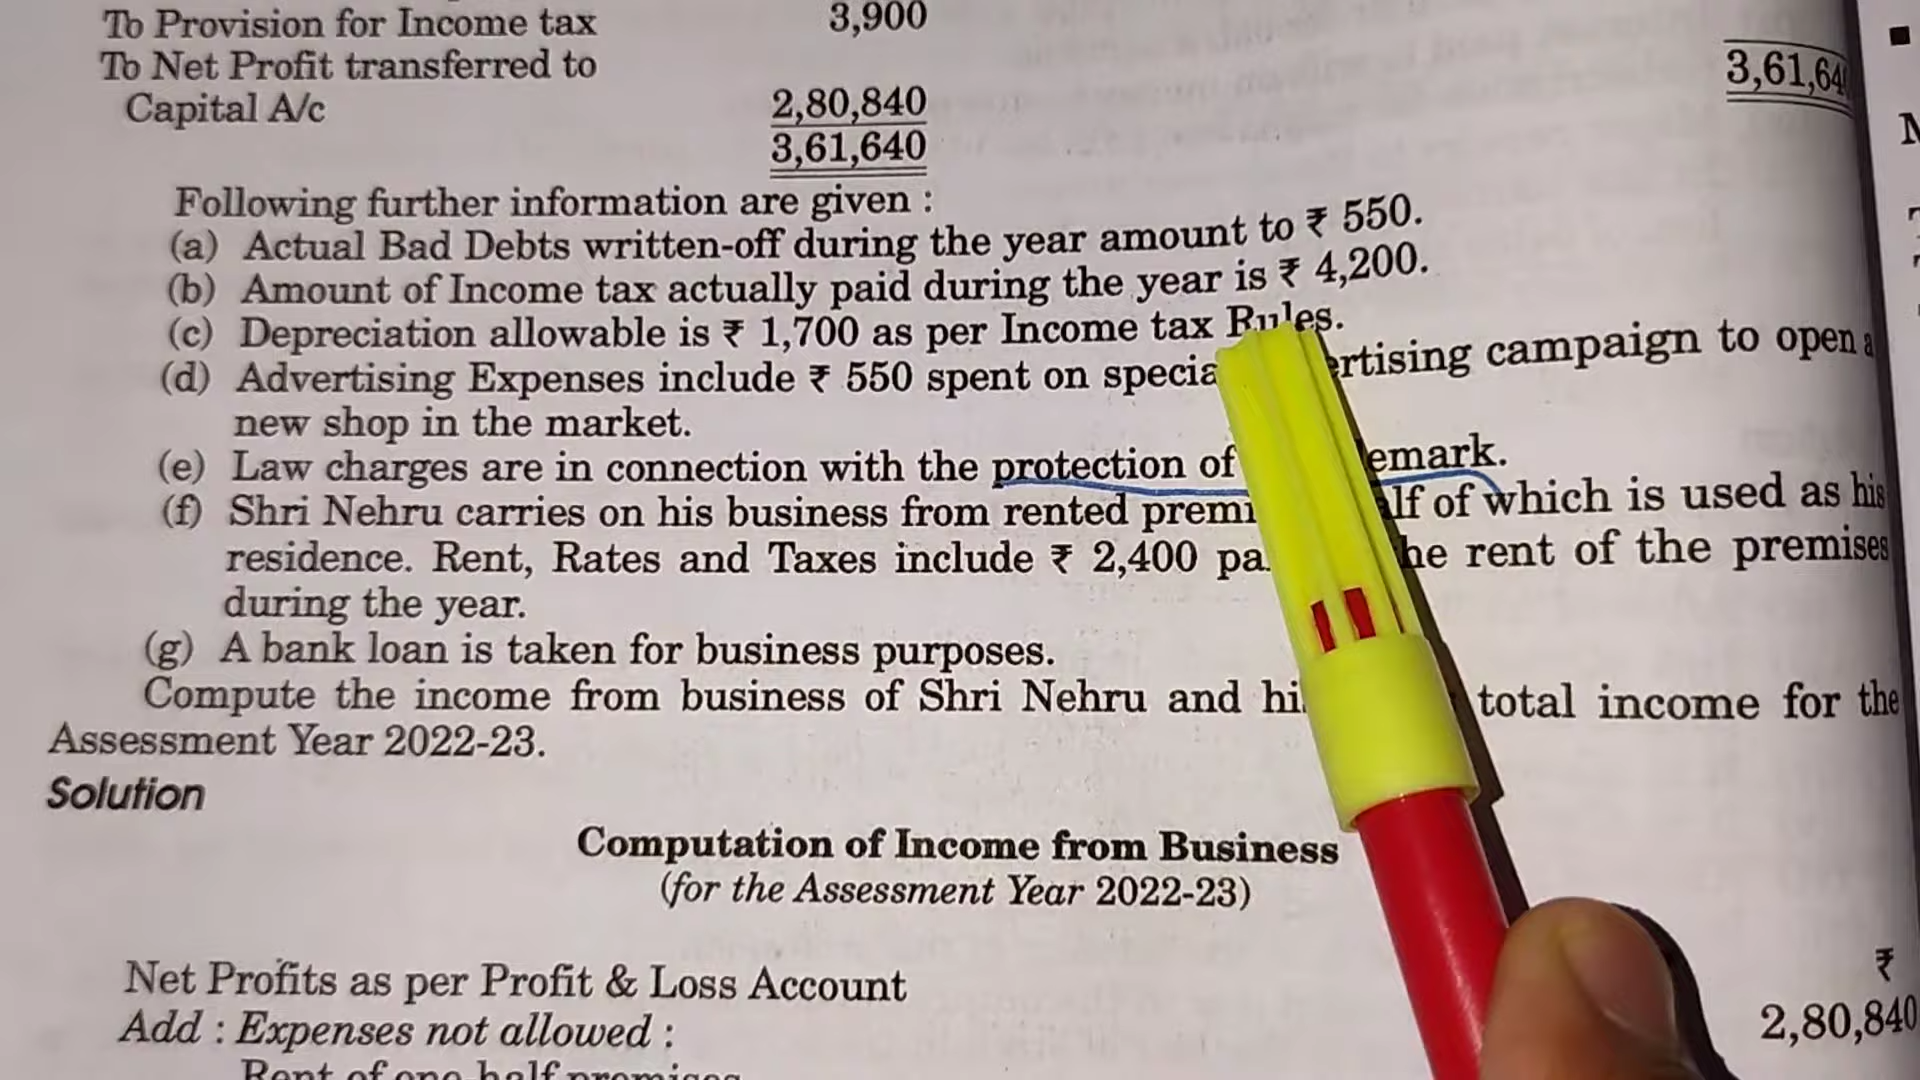 To Provision for Income tax 3,900
To Net Profit transferred to
Capital A/c 2,80,840 3,61,64
3,61,640
Following further information are given :
(a) Actual Bad Debts written-off during the year amount to ₹ 550.
(b) Amount of Income tax actually paid during the year is ₹ 4,200.
(c) Depreciation allowable is ₹ 1,700 as per Income tax Rules.
(d) Advertising Expenses include ₹ 550 spent on specia ertising campaign to open a
new shop in the market.
(e) Law charges are in connection with the protection of emark.
(f) Shri Nehru carries on his business from rented premi alf of which is used as his
residence. Rent, Rates and Taxes include ₹ 2,400 pa he rent of the premises
during the year.
(g) A bank loan is taken for business purposes.
Compute the income from business of Shri Nehru and hi total income for the
Assessment Year 2022-23.
Solution
Computation of Income from Business
(for the Assessment Year 2022-23)
₹
Net Profits as per Profit & Loss Account 2,80,840
Add : Expenses not allowed :
Rent of one half premises